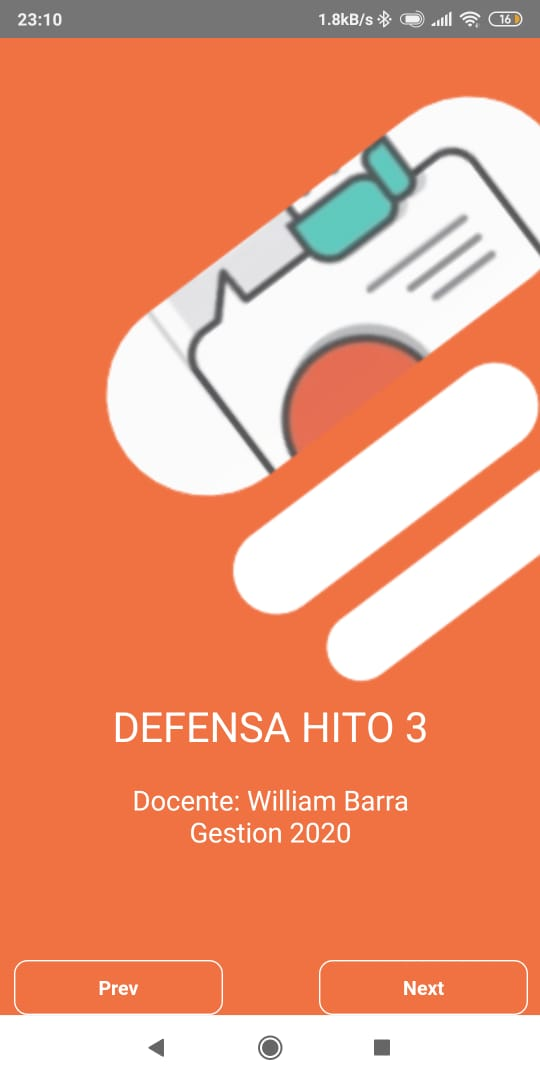 23:10 1.8kB/s 16
DEFENSA HITO 3
Docente: William Barra
Gestion 2020
Prev Next